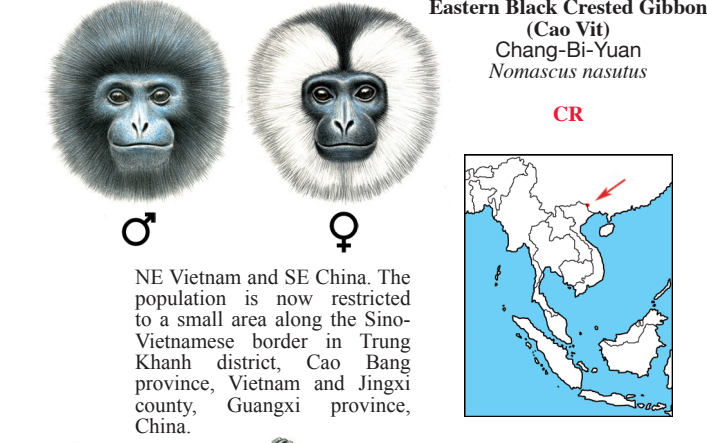 Eastern Black Crested Gibbon
(Cao Vit)
Chang-Bi-Yuan
Nomascus nasutus
CR
♂
♀
NE Vietnam and SE China. The
population is now restricted
to a small area along the Sino-
Vietnamese border in Trung
Khanh district, Cao Bang
province, Vietnam and Jingxi
county, Guangxi province,
China.